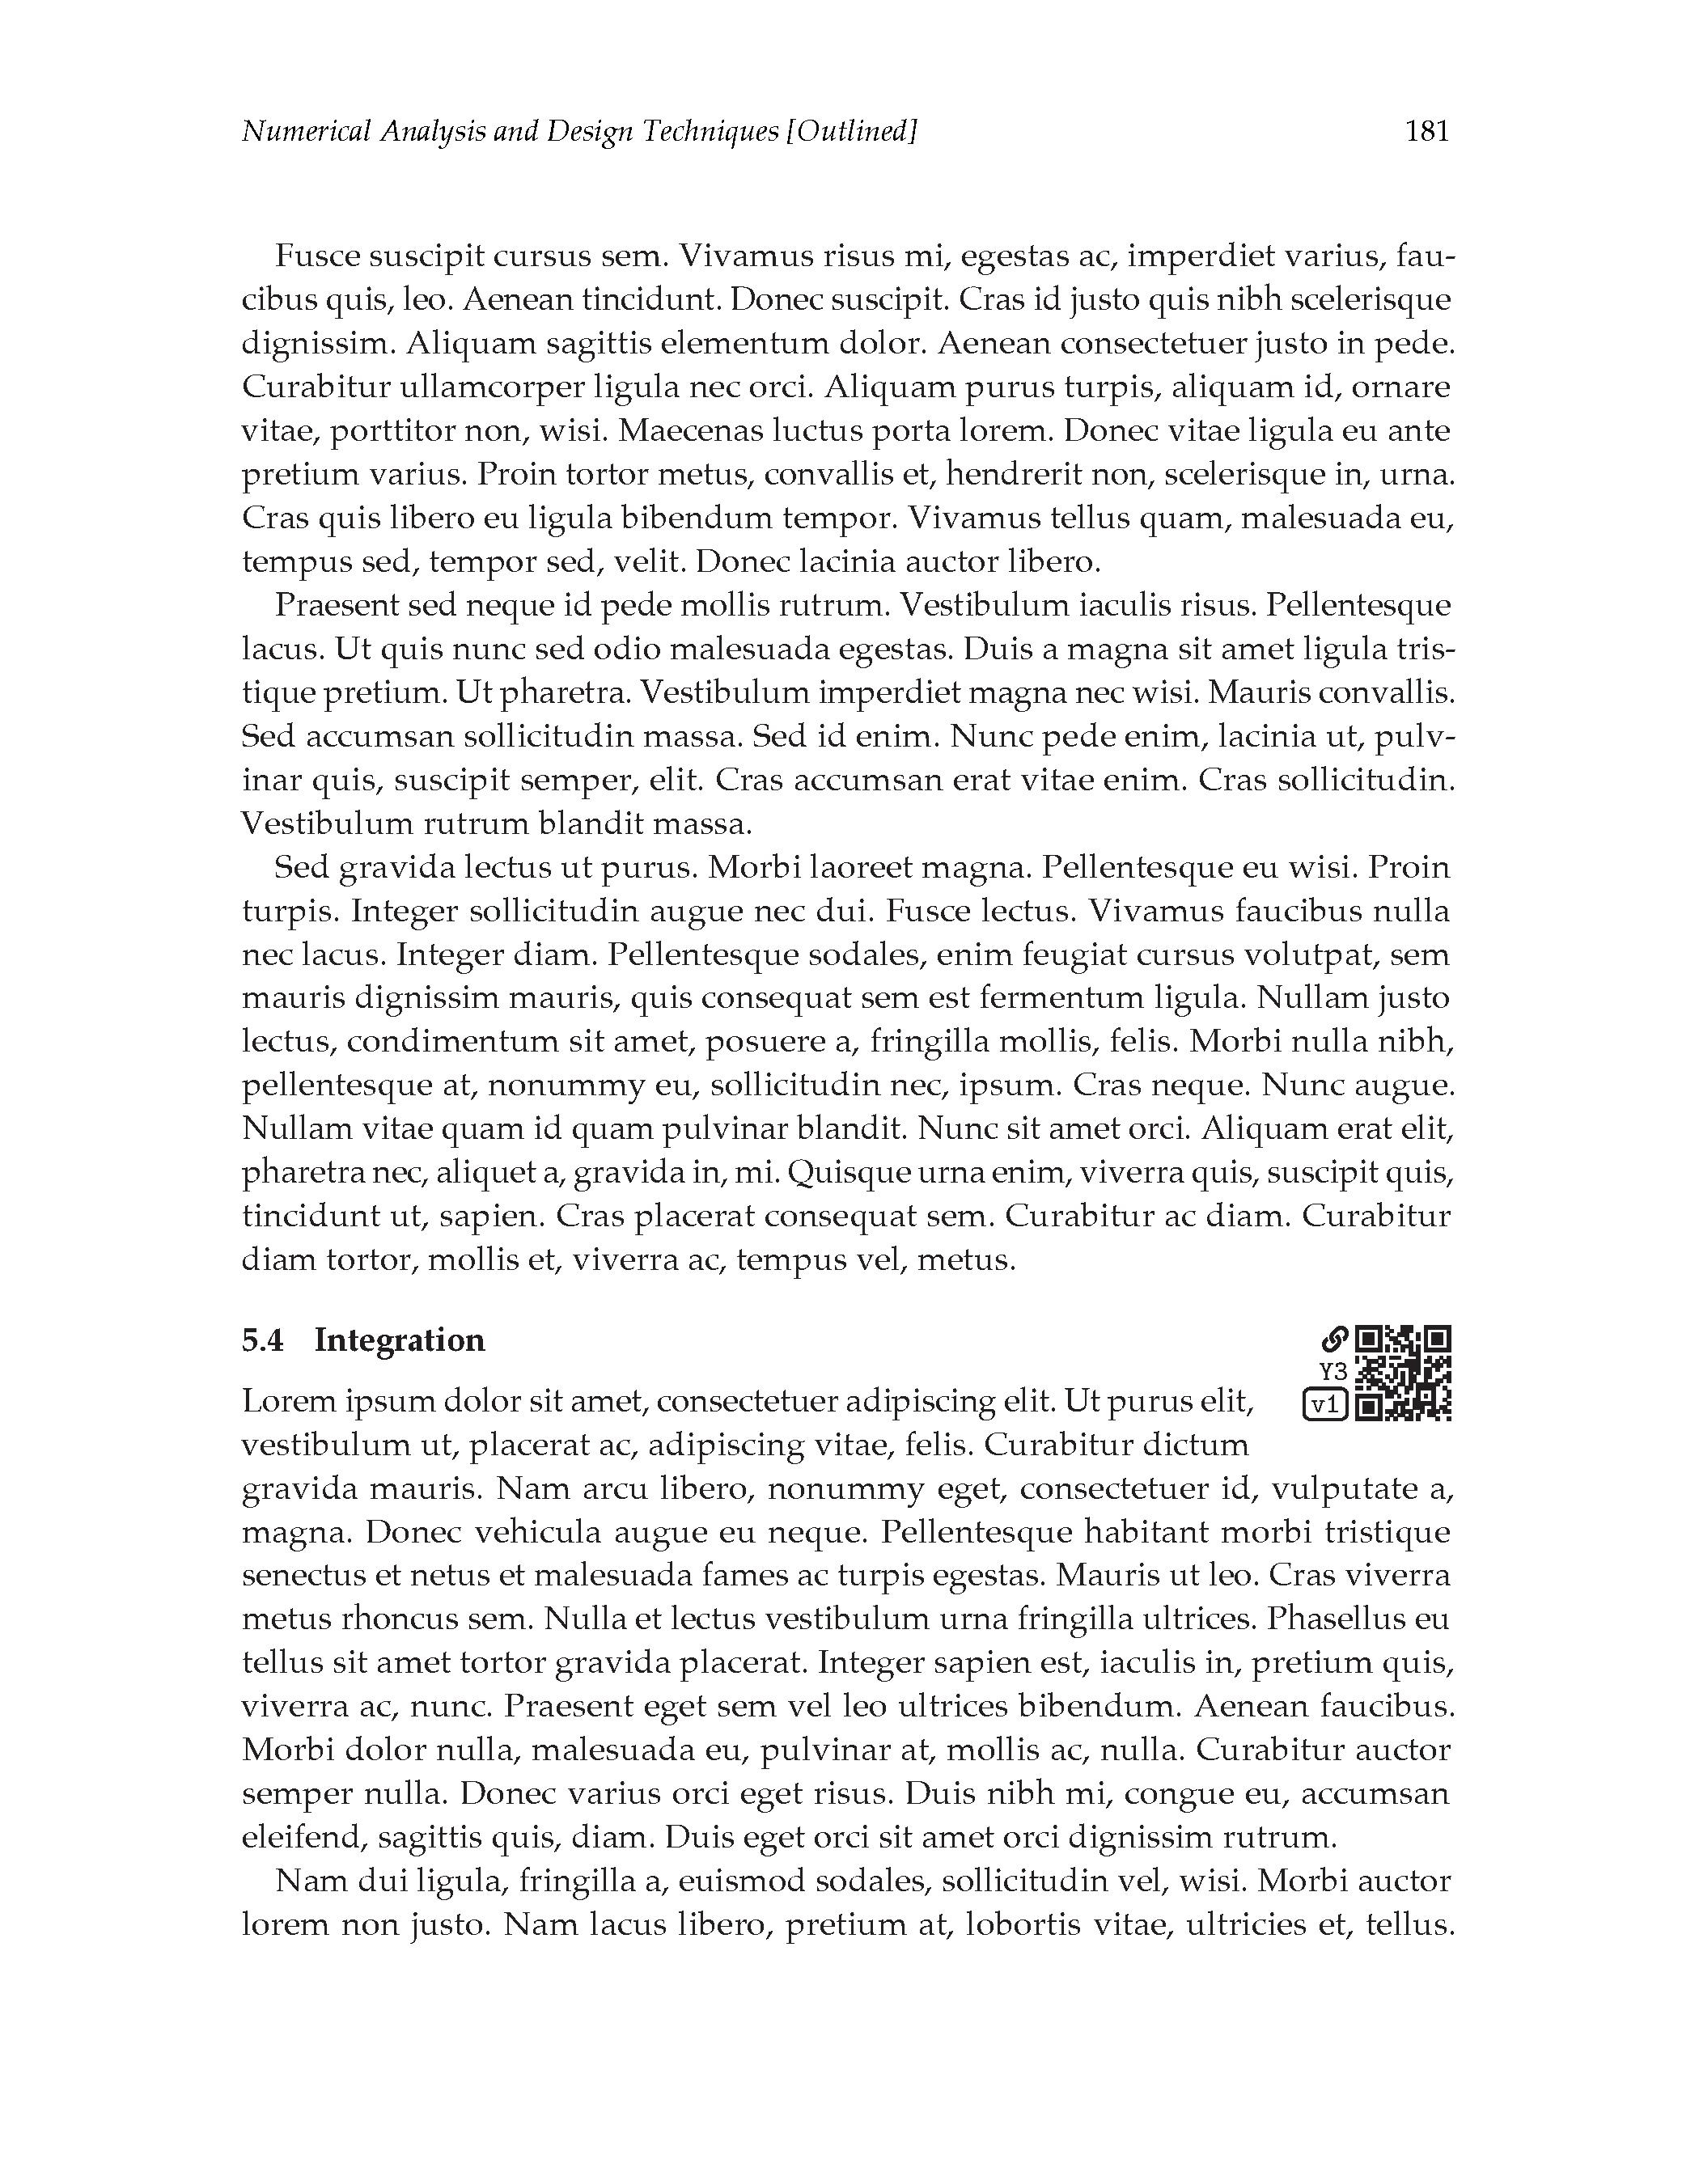 Numerical Analysis and Design Techniques [Outlined] 181
Fusce suscipit cursus sem. Vivamus risus mi, egestas ac, imperdiet varius, fau-
cibus quis, leo. Aenean tincidunt. Donec suscipit. Cras id justo quis nibh scelerisque
dignissim. Aliquam sagittis elementum dolor. Aenean consectetuer justo in pede.
Curabitur ullamcorper ligula nec orci. Aliquam purus turpis, aliquam id, ornare
vitae, porttitor non, wisi. Maecenas luctus porta lorem. Donec vitae ligula eu ante
pretium varius. Proin tortor metus, convallis et, hendrerit non, scelerisque in, urna.
Cras quis libero eu ligula bibendum tempor. Vivamus tellus quam, malesuada eu,
tempus sed, tempor sed, velit. Donec lacinia auctor libero.
Praesent sed neque id pede mollis rutrum. Vestibulum iaculis risus. Pellentesque
lacus. Ut quis nunc sed odio malesuada egestas. Duis a magna sit amet ligula tris-
tique pretium. Ut pharetra. Vestibulum imperdiet magna nec wisi. Mauris convallis.
Sed accumsan sollicitudin massa. Sed id enim. Nunc pede enim, lacinia ut, pulv-
inar quis, suscipit semper, elit. Cras accumsan erat vitae enim. Cras sollicitudin.
Vestibulum rutrum blandit massa.
Sed gravida lectus ut purus. Morbi laoreet magna. Pellentesque eu wisi. Proin
turpis. Integer sollicitudin augue nec dui. Fusce lectus. Vivamus faucibus nulla
nec lacus. Integer diam. Pellentesque sodales, enim feugiat cursus volutpat, sem
mauris dignissim mauris, quis consequat sem est fermentum ligula. Nullam justo
lectus, condimentum sit amet, posuere a, fringilla mollis, felis. Morbi nulla nibh,
pellentesque at, nonummy eu, sollicitudin nec, ipsum. Cras neque. Nunc augue.
Nullam vitae quam id quam pulvinar blandit. Nunc sit amet orci. Aliquam erat elit,
pharetra nec, aliquet a, gravida in, mi. Quisque urna enim, viverra quis, suscipit quis,
tincidunt ut, sapien. Cras placerat consequat sem. Curabitur ac diam. Curabitur
diam tortor, mollis et, viverra ac, tempus vel, metus.
5.4 Integration
Y3
v1
Lorem ipsum dolor sit amet, consectetuer adipiscing elit. Ut purus elit,
vestibulum ut, placerat ac, adipiscing vitae, felis. Curabitur dictum
gravida mauris. Nam arcu libero, nonummy eget, consectetuer id, vulputate a,
magna. Donec vehicula augue eu neque. Pellentesque habitant morbi tristique
senectus et netus et malesuada fames ac turpis egestas. Mauris ut leo. Cras viverra
metus rhoncus sem. Nulla et lectus vestibulum urna fringilla ultrices. Phasellus eu
tellus sit amet tortor gravida placerat. Integer sapien est, iaculis in, pretium quis,
viverra ac, nunc. Praesent eget sem vel leo ultrices bibendum. Aenean faucibus.
Morbi dolor nulla, malesuada eu, pulvinar at, mollis ac, nulla. Curabitur auctor
semper nulla. Donec varius orci eget risus. Duis nibh mi, congue eu, accumsan
eleifend, sagittis quis, diam. Duis eget orci sit amet orci dignissim rutrum.
Nam dui ligula, fringilla a, euismod sodales, sollicitudin vel, wisi. Morbi auctor
lorem non justo. Nam lacus libero, pretium at, lobortis vitae, ultricies et, tellus.